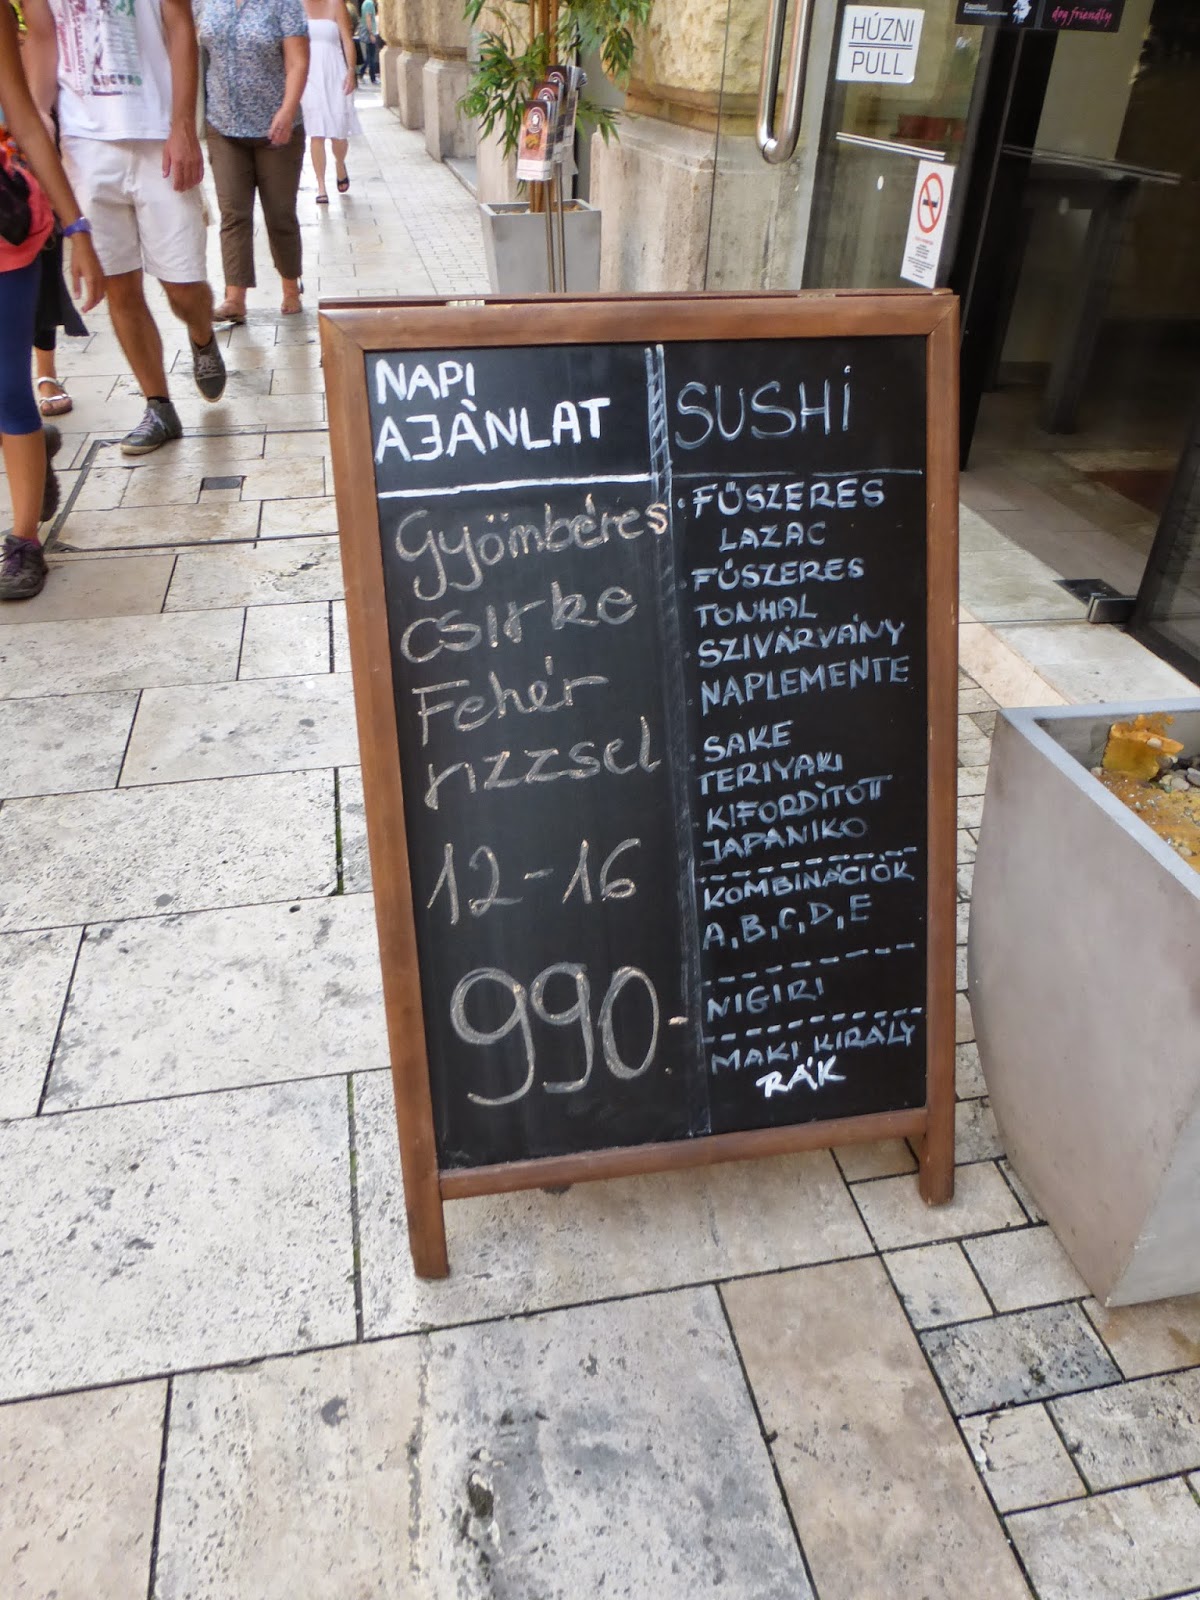 HÚZNI
PULL
dog friendly
NAPI
AJÀNLAT
Gyömbéres
csirke
Fehér
rizzsel
12-16
990.-
SUSHI
• FŰSZERES
LAZAC
• FŰSZERES
TONHAL
• SZIVÁRVÁNY
• NAPLEMENTE
• SAKE
TERIYAKI
• KIFORDÍTOTT
JAPANIKO
KOMBINÁCIÓK
A, B, C, D, E
NIGIRI
MAKI KIRÁLY
RÁK